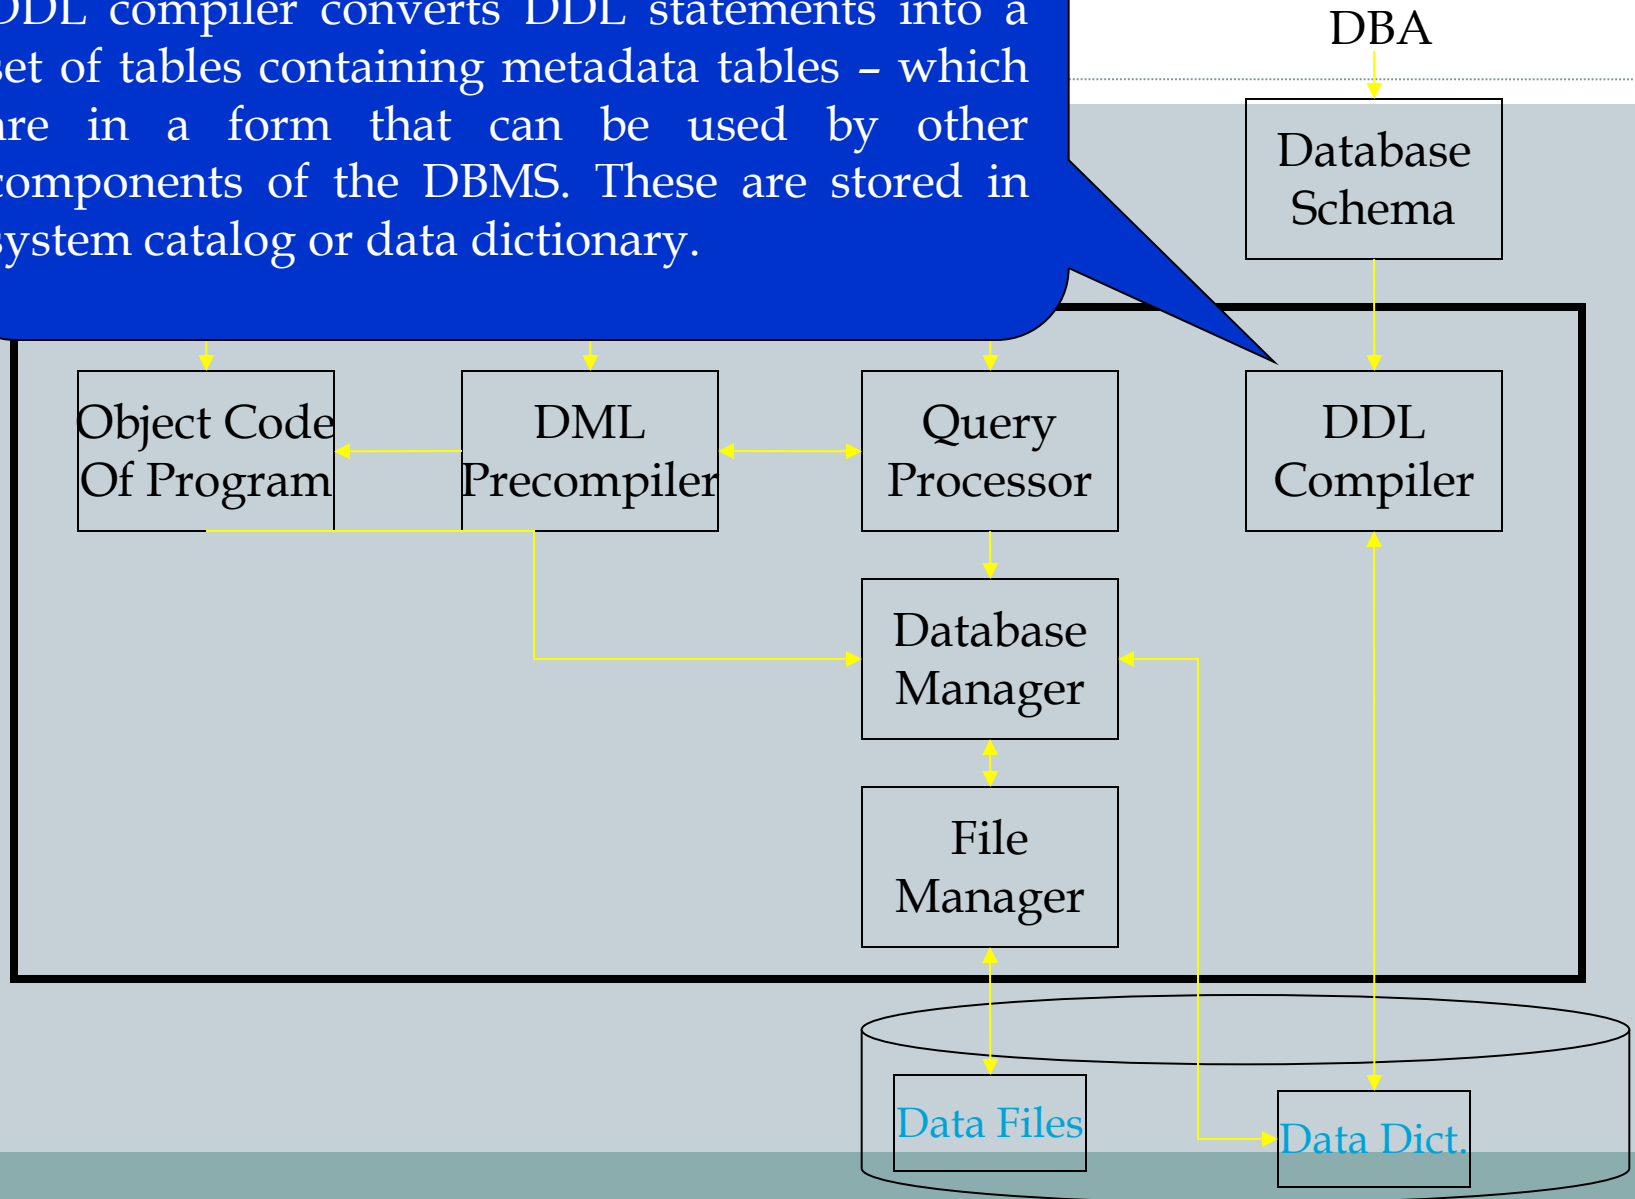 DDL compiler converts DDL statements into a
set of tables containing metadata tables – which
are in a form that can be used by other
components of the DBMS. These are stored in
system catalog or data dictionary.
DBA
Database
Schema
Object Code
Of Program
DML
Precompiler
Query
Processor
DDL
Compiler
Database
Manager
File
Manager
Data Files
Data Dict.